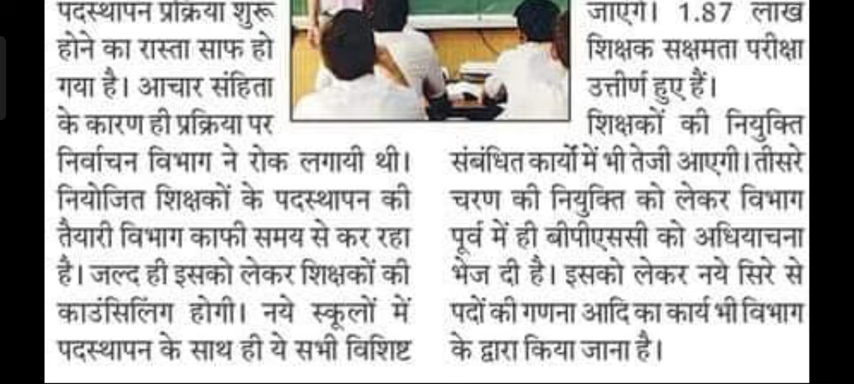 पदस्थापन प्रक्रिया शुरू
होने का रास्ता साफ हो
गया है। आचार संहिता
के कारण ही प्रक्रिया पर
निर्वाचन विभाग ने रोक लगायी थी।
नियोजित शिक्षकों के पदस्थापन की
तैयारी विभाग काफी समय से कर रहा
है। जल्द ही इसको लेकर शिक्षकों की
काउंसिलिंग होगी। नये स्कूलों में
पदस्थापन के साथ ही ये सभी विशिष्ट
जाएंगे। 1.87 लाख
शिक्षक सक्षमता परीक्षा
उत्तीर्ण हुए हैं।
शिक्षकों की नियुक्ति
संबंधित कार्यों में भी तेजी आएगी। तीसरे
चरण की नियुक्ति को लेकर विभाग
पूर्व में ही बीपीएससी को अधियाचना
भेज दी है। इसको लेकर नये सिरे से
पदों की गणना आदि का कार्य भी विभाग
के द्वारा किया जाना है।